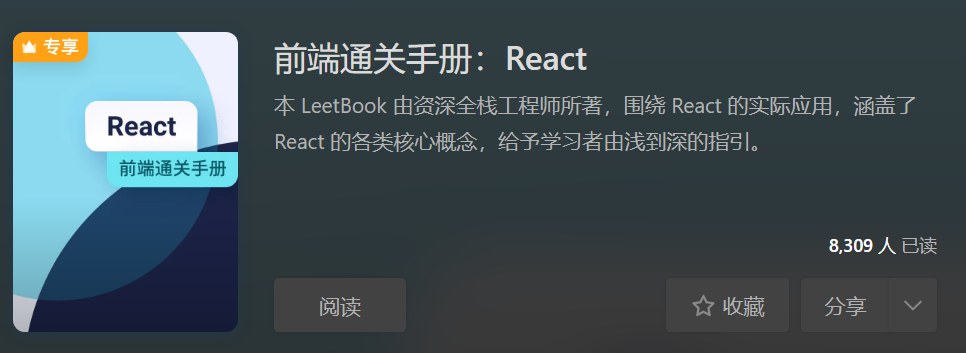 专享
React
前端通关手册
前端通关手册：React
本 LeetBook 由资深全栈工程师所著，围绕 React 的实际应用，涵盖了
React 的各类核心概念，给予学习者由浅到深的指引。
8,309 人 已读
阅读
收藏
分享